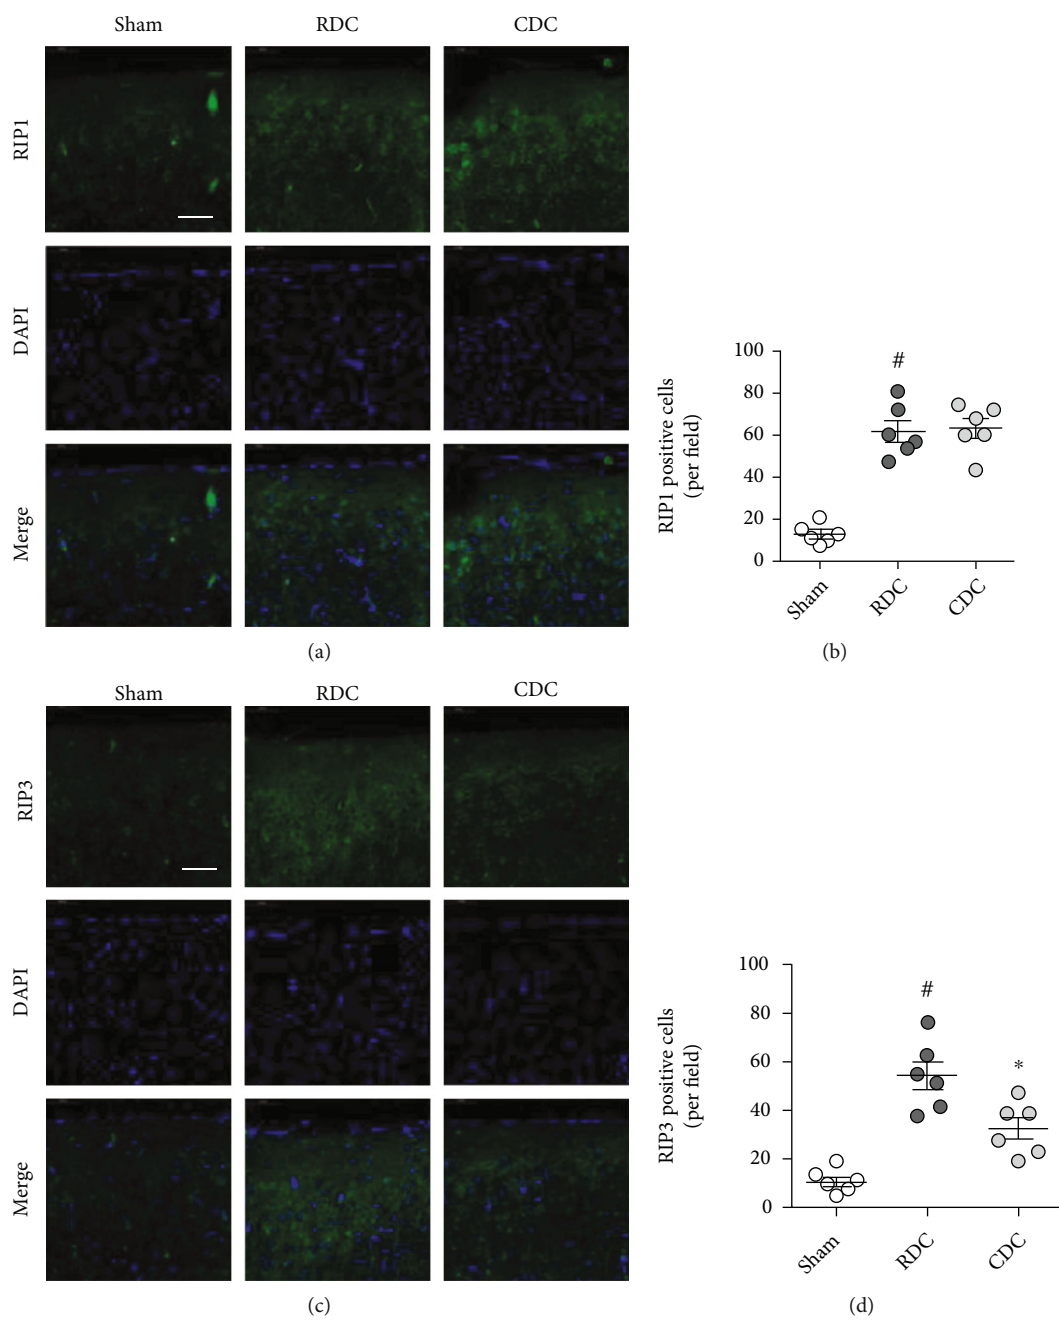 Sham RDC CDC
RIP1
DAPI
Merge
(a)
RIP1 positive cells
(per field)
100
80
60
40
20
0
#
Sham RDC CDC
(b)
Sham RDC CDC
RIP3
DAPI
Merge
(c)
RIP3 positive cells
(per field)
100
80
60
40
20
0
#
*
Sham RDC CDC
(d)